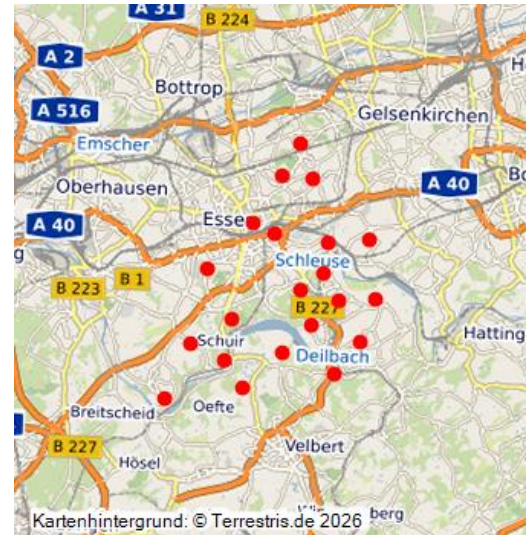 A 31
B 224
A 2
Bottrop
A 516
Gelsenkirchen
Emscher
Oberhausen
A 40
Esse
A 40
Schleuse
B 223
B 1
B 227
Hatting
Schuir
Deilbach
Breitscheid
Oefte
B 227
Velbert
Hösel
berg
Kartenhintergrund: © Terrestris.de 2026